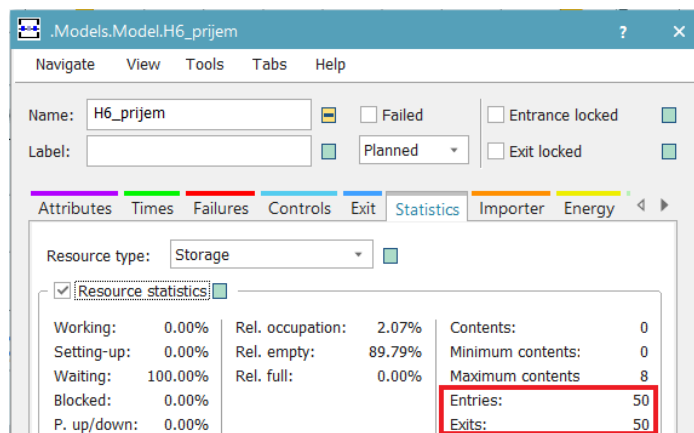 .Models.Model.H6_prijem ? ×
Navigate View Tools Tabs Help
Name: H6_prijem Failed Entrance locked
Label: Planned Exit locked
Attributes Times Failures Controls Exit Statistics Importer Energy
Resource type: Storage
Resource statistics
Working: 0.00% Rel. occupation: 2.07% Contents: 0
Setting-up: 0.00% Rel. empty: 89.79% Minimum contents: 0
Waiting: 100.00% Rel. full: 0.00% Maximum contents 8
Blocked: 0.00% Entries: 50
P. up/down: 0.00% Exits: 50